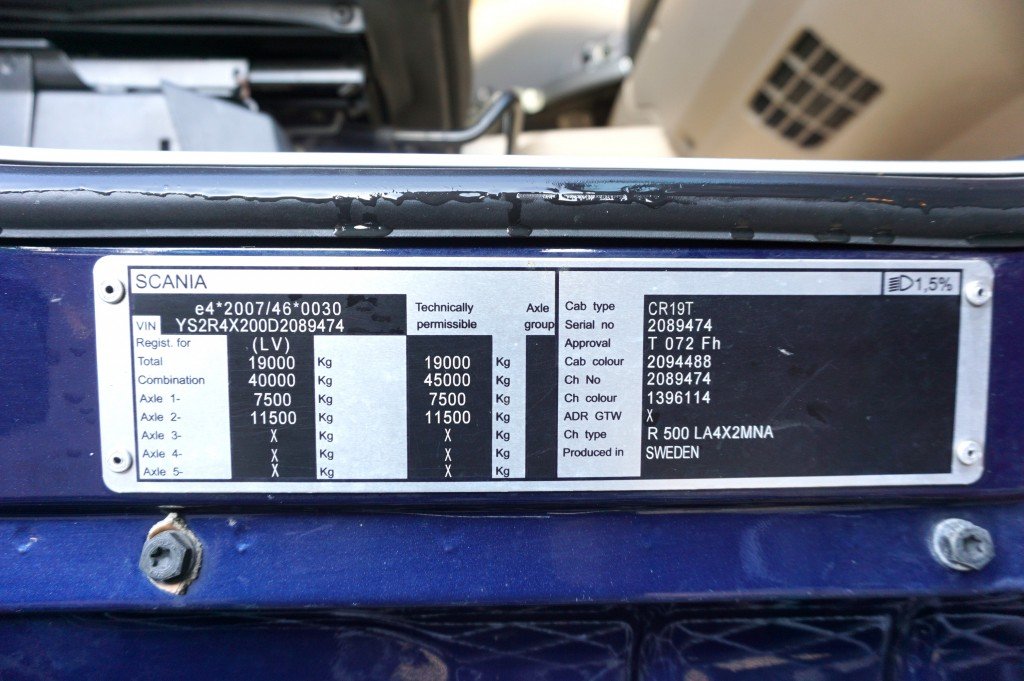 SCANIA
1,5%
e4*2007/46*0030
VIN YS2R4X200D2089474
Technically permissible
Axle group
Regist. for (LV)
Total 19000 Kg 19000 Kg
Combination 40000 Kg 45000 Kg
Axle 1- 7500 Kg 7500 Kg
Axle 2- 11500 Kg 11500 Kg
Axle 3- X Kg X Kg
Axle 4- X Kg X Kg
Axle 5- X Kg X Kg
Cab type CR19T
Serial no 2089474
Approval T 072 Fh
Cab colour 2094488
Ch No 2089474
Ch colour 1396114
ADR GTW X
Ch type R 500 LA4X2MNA
Produced in SWEDEN